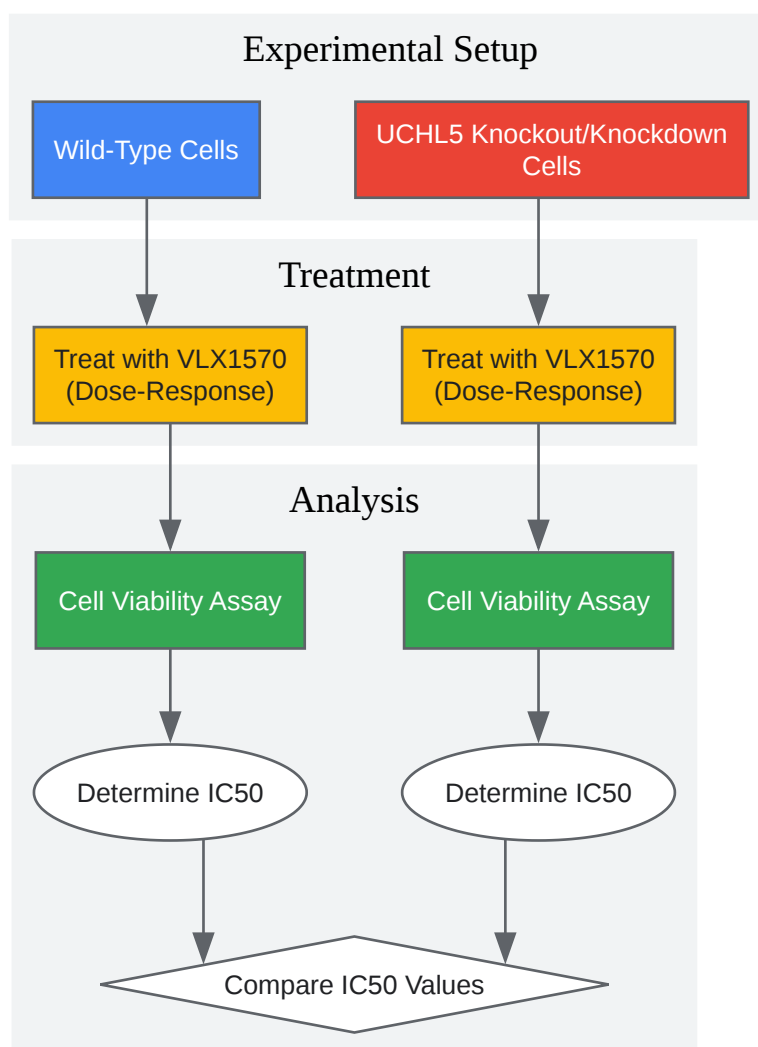 Experimental Setup
Wild-Type Cells
UCHL5 Knockout/Knockdown
Cells
Treatment
Treat with VLX1570
(Dose-Response)
Treat with VLX1570
(Dose-Response)
Analysis
Cell Viability Assay
Cell Viability Assay
Determine IC50
Determine IC50
Compare IC50 Values